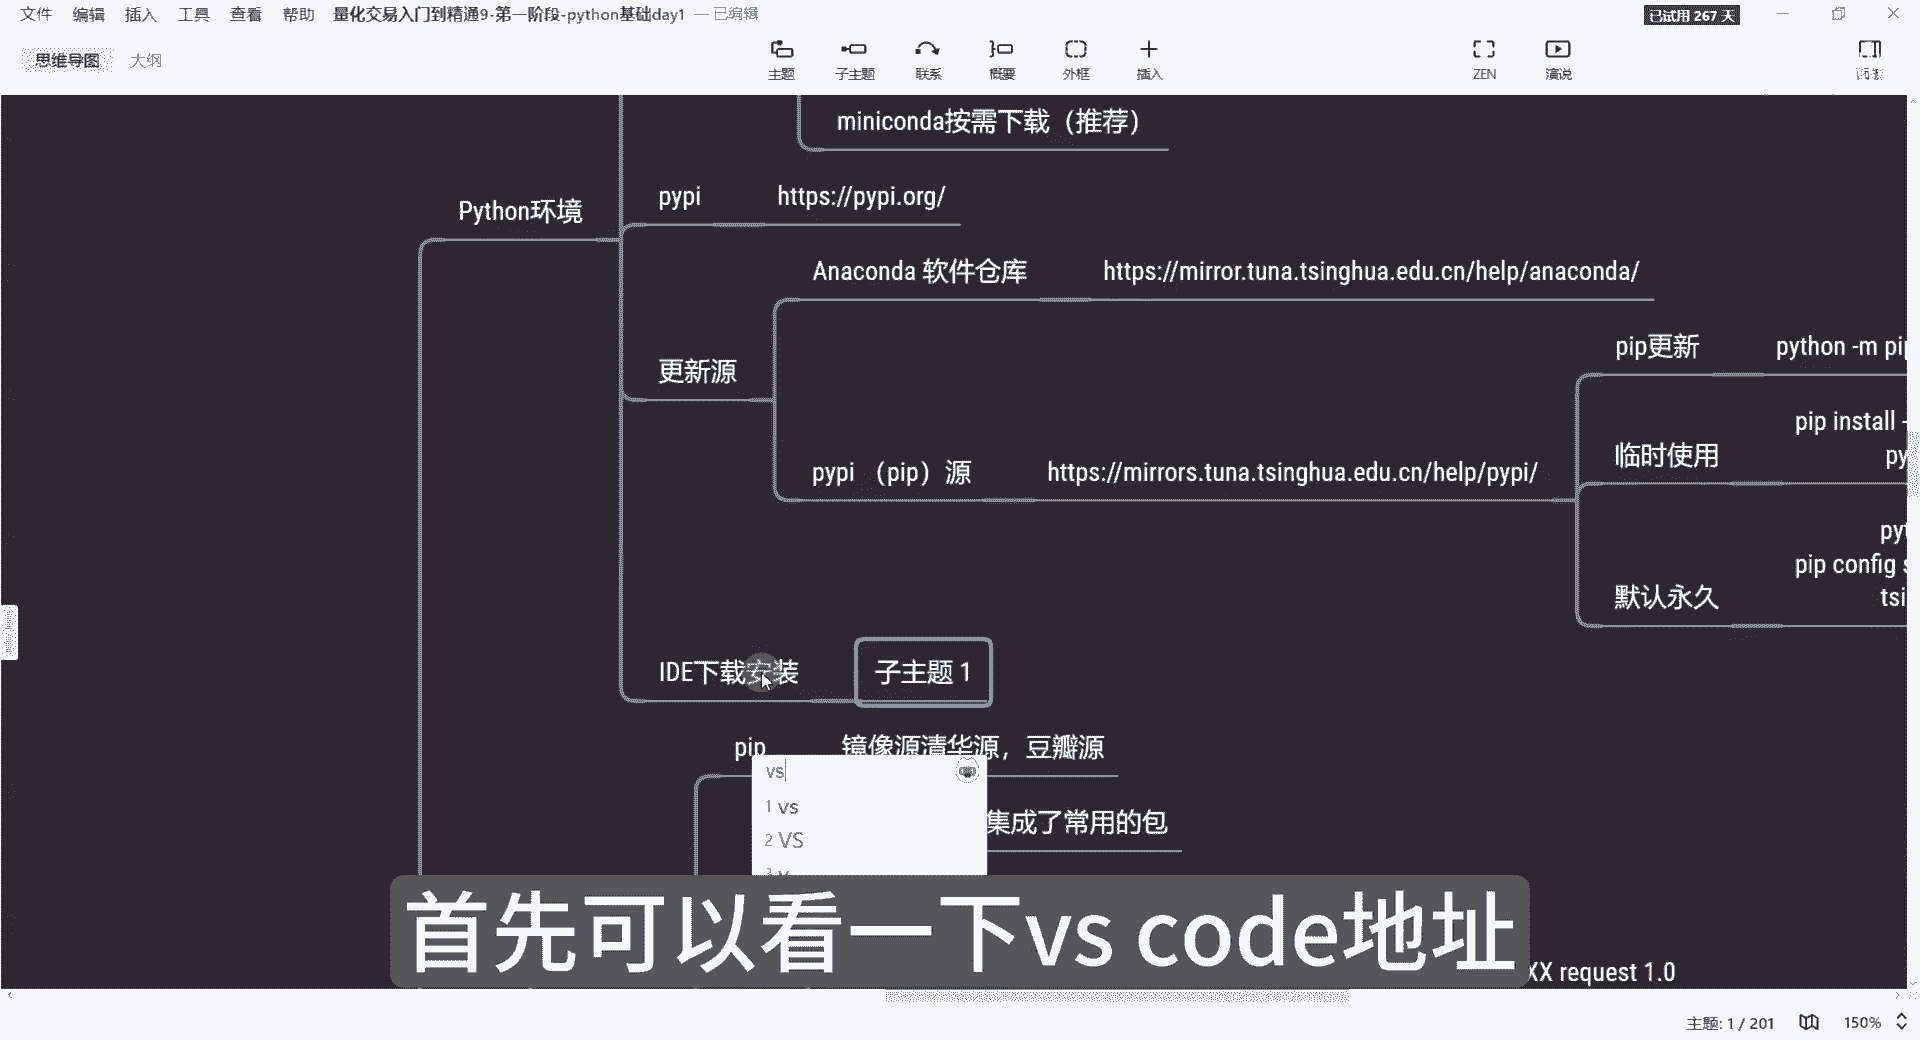 文件 编辑 插入 工具 查看 帮助 量化交易入门到精通9-第一阶段-python基础day1 — 已编辑 已试用 267 天
思维导图 大纲 主题 子主题 联系 概要 外框 插入 ZEN 演说
miniconda按需下载（推荐）
Python环境 pypi https://pypi.org/
Anaconda 软件仓库 https://mirror.tuna.tsinghua.edu.cn/help/anaconda/
pip更新 python -m pip
更新源
pip install -
临时使用 py
pypi （pip）源 https://mirrors.tuna.tsinghua.edu.cn/help/pypi/
pyt
pip config s
默认永久 tsi
IDE下载安装 子主题 1
pip 镜像源清华源，豆瓣源
vs
1 vs
集成了常用的包
2 VS
首先可以看一下vs code地址
XX request 1.0
主题: 1 / 201 150%